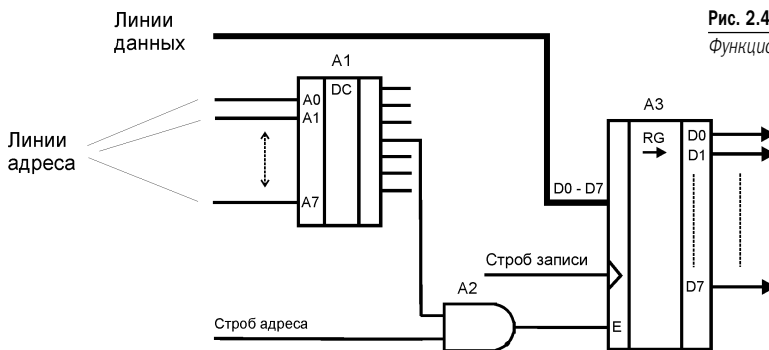 Линии
данных
Рис. 2.4
Функцис
A1
DC
A0
A1
A7
Линии
адреса
A3
RG
D0
D1
D7
D0 - D7
Строб записи
A2
E
Строб адреса